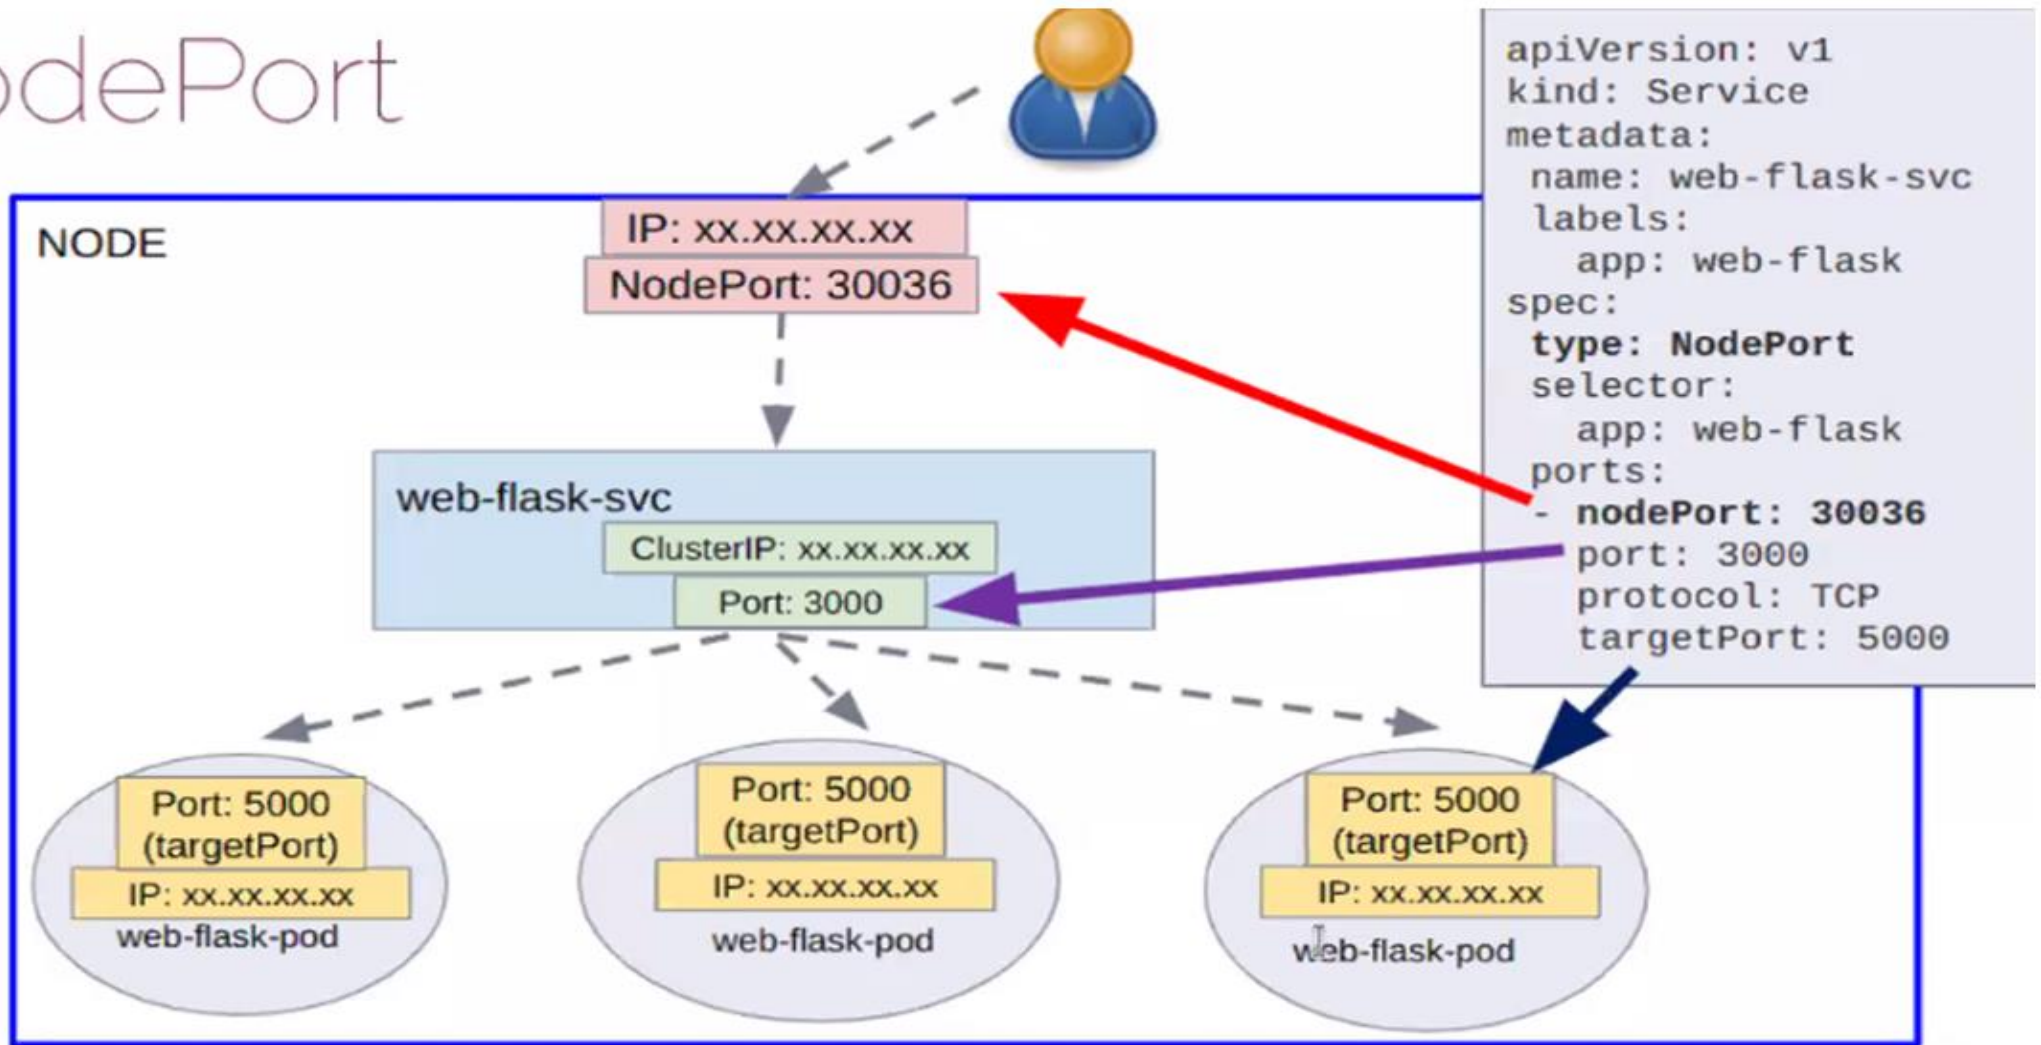 odePort
NODE
IP: xx.xx.xx.xx
NodePort: 30036
web-flask-svc
ClusterIP: xx.xx.xx.xx
Port: 3000
Port: 5000
(targetPort)
IP: xx.xx.xx.xx
web-flask-pod
Port: 5000
(targetPort)
IP: xx.xx.xx.xx
web-flask-pod
Port: 5000
(targetPort)
IP: xx.xx.xx.xx
web-flask-pod
apiVersion: v1
kind: Service
metadata:
name: web-flask-svc
labels:
app: web-flask
spec:
type: NodePort
selector:
app: web-flask
ports:
- nodePort: 30036
port: 3000
protocol: TCP
targetPort: 5000